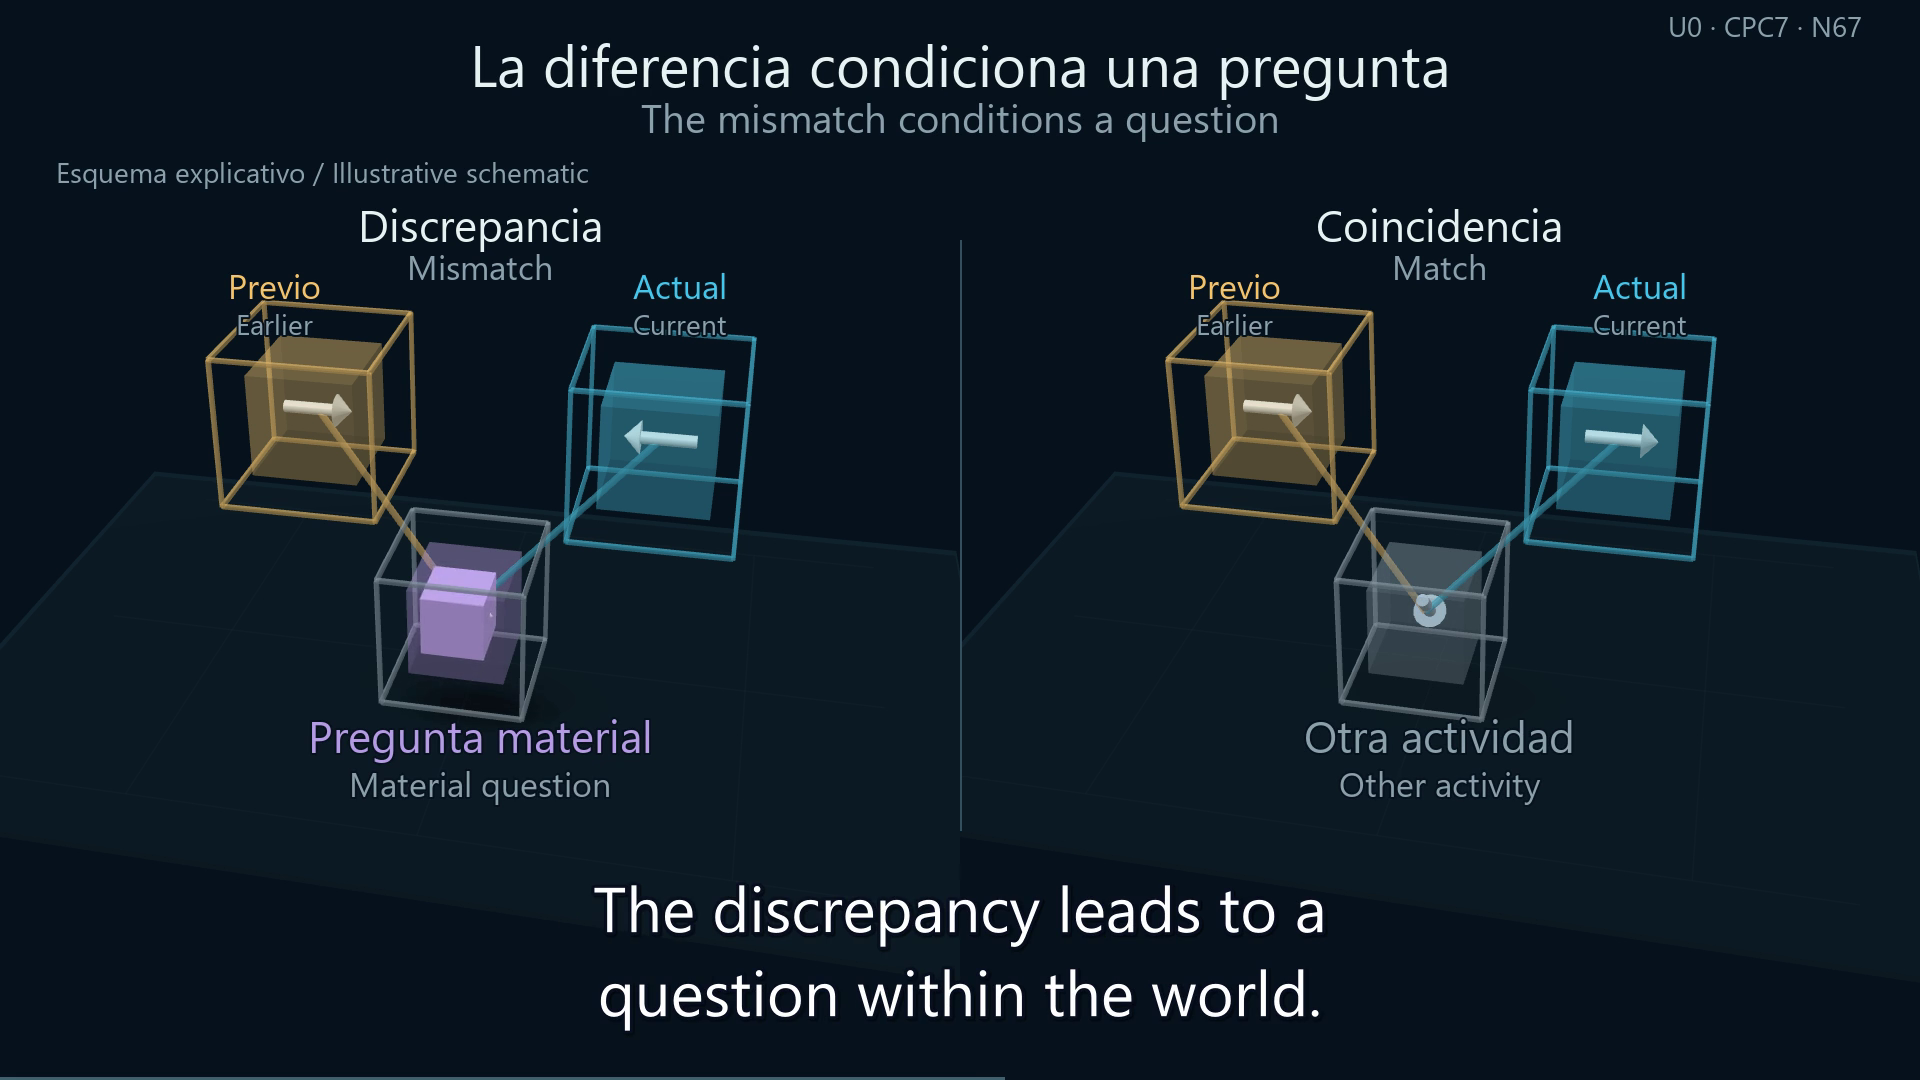 U0 · CPC7 · N67
La diferencia condiciona una pregunta
The mismatch conditions a question
Esquema explicativo / Illustrative schematic
Discrepancia
Mismatch
Previo
Earlier
Actual
Current
Pregunta material
Material question
Coincidencia
Match
Previo
Earlier
Actual
Current
Otra actividad
Other activity
The discrepancy leads to a
question within the world.